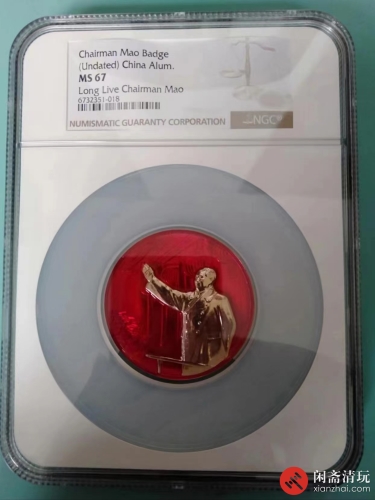 Chairman Mao Badge
(Undated) China Alum.
MS 67
Long Live Chairman Mao
6732351-018
NUMISMATIC GUARANTY CORPORATION
NGC
闲斋清玩
xianzhai.com